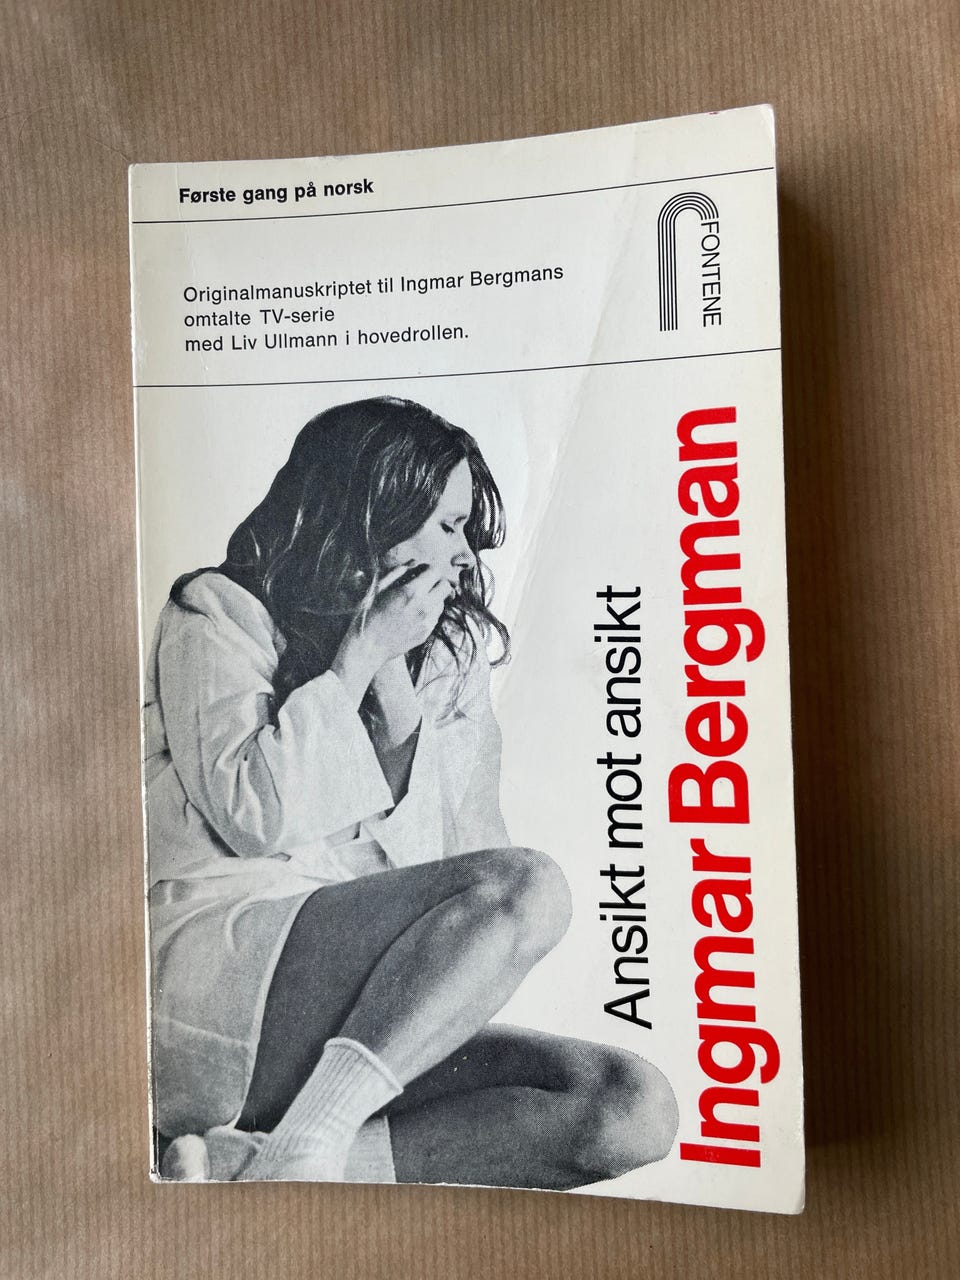 Første gang på norsk
FONTENE
Originalmanuskriptet til Ingmar Bergmans
omtalte TV-serie
med Liv Ullmann i hovedrollen.
Ansikt mot ansikt
Ingmar Bergman